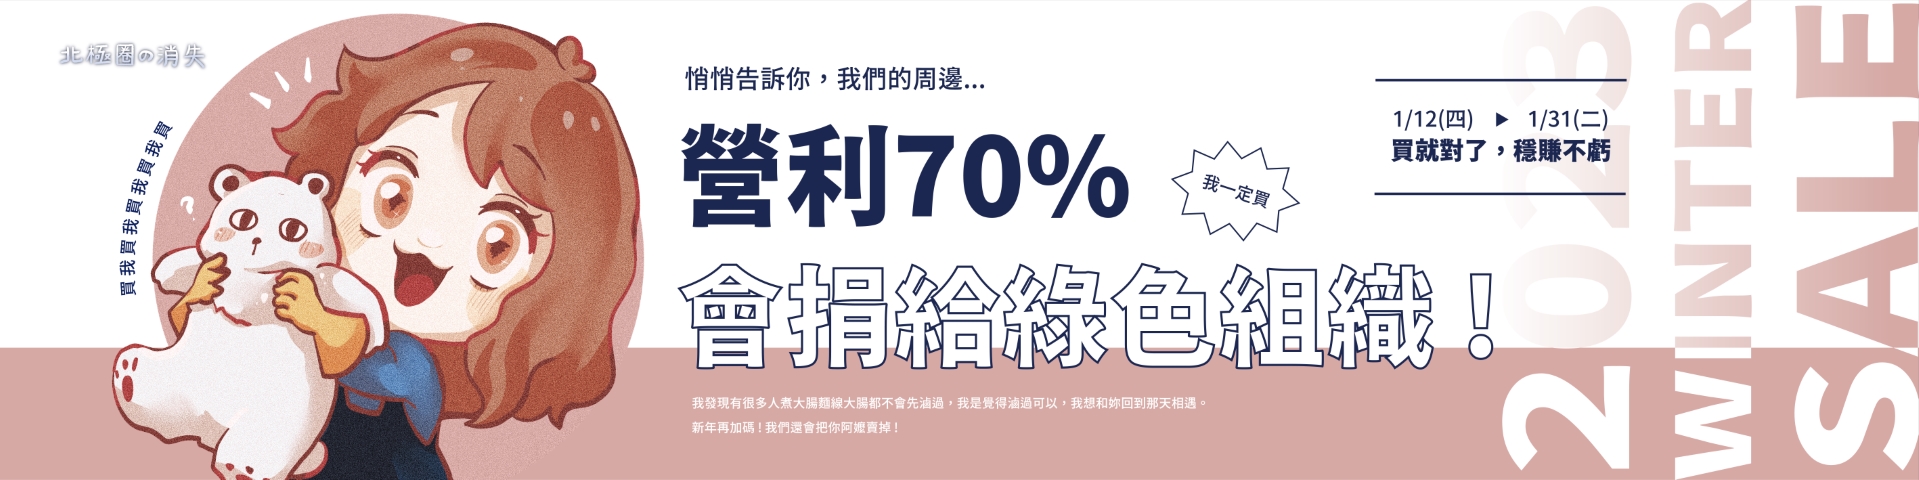 北極圈の消失
買我買買我我買買我我買
悄悄告訴你，我們的周邊...
營利70%
會捐給綠色組織！
我一定買
1/12(四) ▶ 1/31(二)
買就對了，穩賺不虧
我發現有很多人煮大腸麵線大腸都不會先滷過，我是覺得滷過可以，我想和妳回到那天相遇。
新年再加碼！我們還會把你阿嬤賣掉！
2023
WINTER
SALE
?